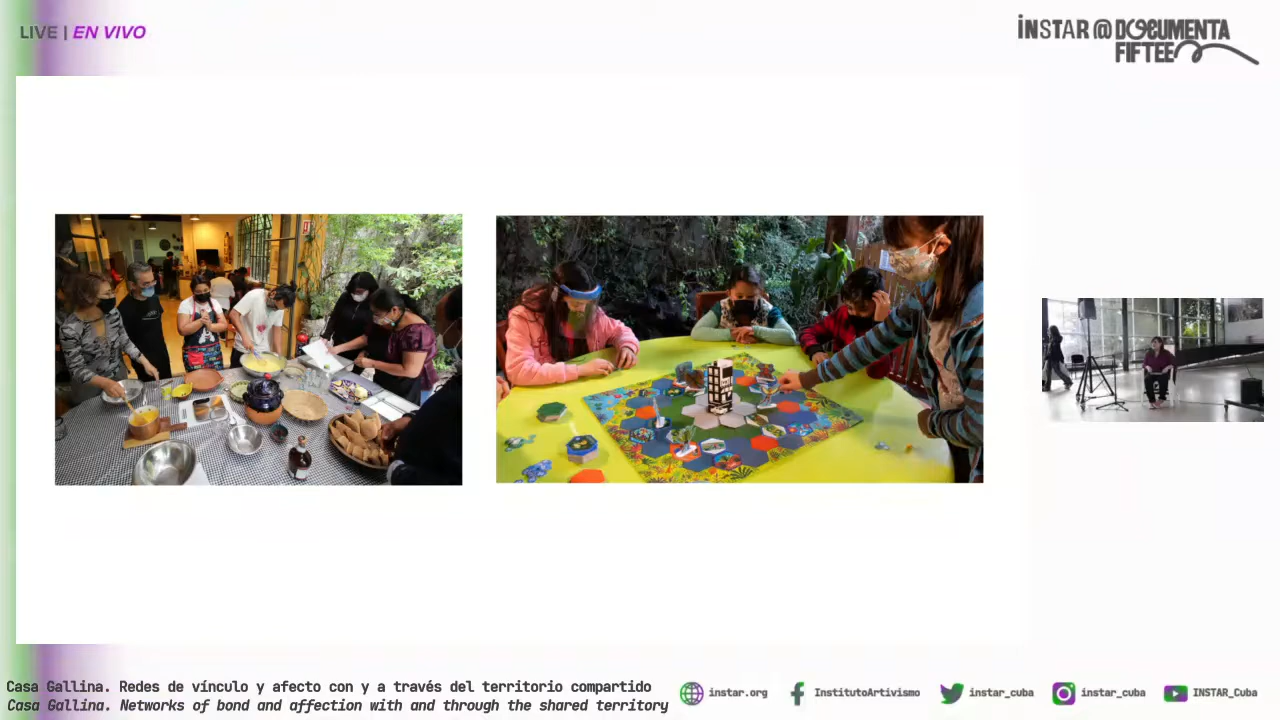 LIVE | EN VIVO
INSTAR @ DOCUMENTA
FIFTEEN
Casa Gallina. Redes de vínculo y afecto con y a través del territorio compartido
Casa Gallina. Networks of bond and affection with and through the shared territory
instar.org
InstitutoArtivismo
instar_cuba
instar_cuba
INSTAR_Cuba